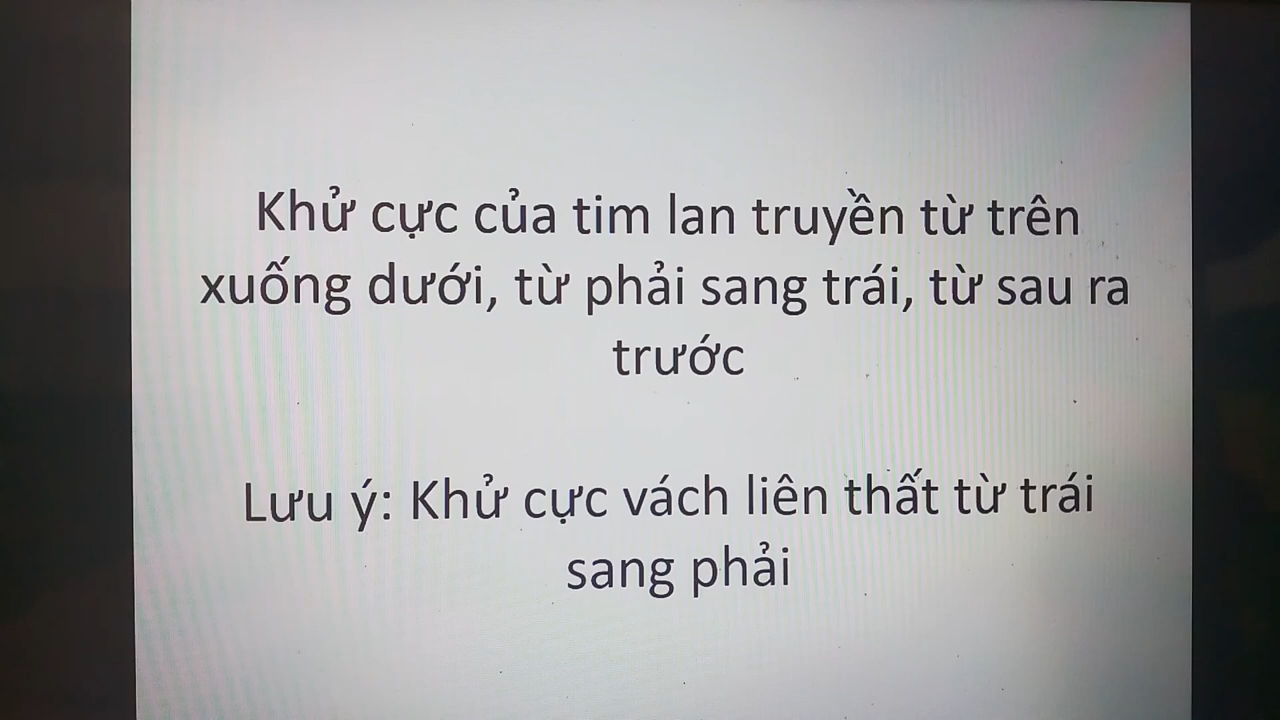 Khử cực của tim lan truyền từ trên
xuống dưới, từ phải sang trái, từ sau ra
trước
Lưu ý: Khử cực vách liên thất từ trái
sang phải